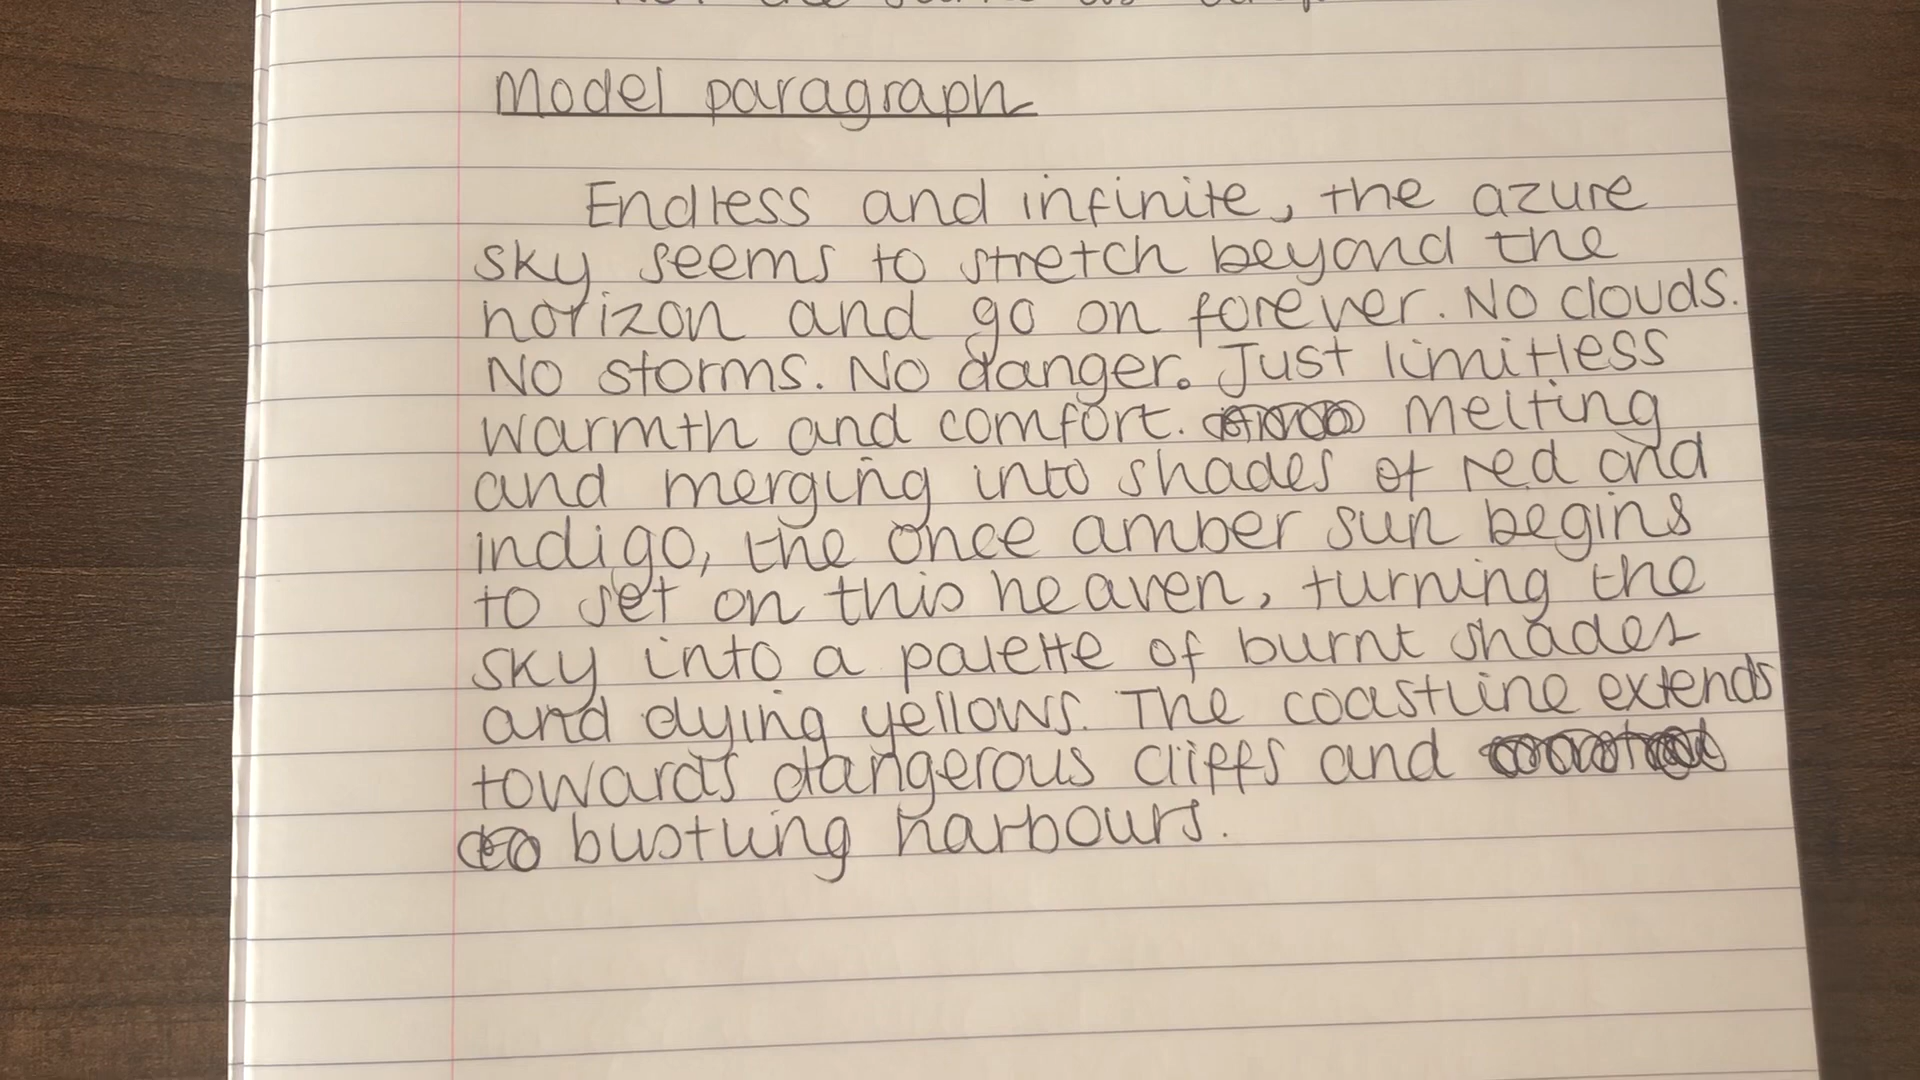 Model paragraph
Endless and infinite, the azure
sky seems to stretch beyond the
horizon and go on forever. No clouds.
No storms. No danger. Just limitless
warmth and comfort. Melting
and merging into shades of red and
indigo, the once amber sun begins
to set on this heaven, turning the
sky into a palette of burnt shades
and dying yellows. The coastline extends
towards dangerous cliffs and
bustling harbours.